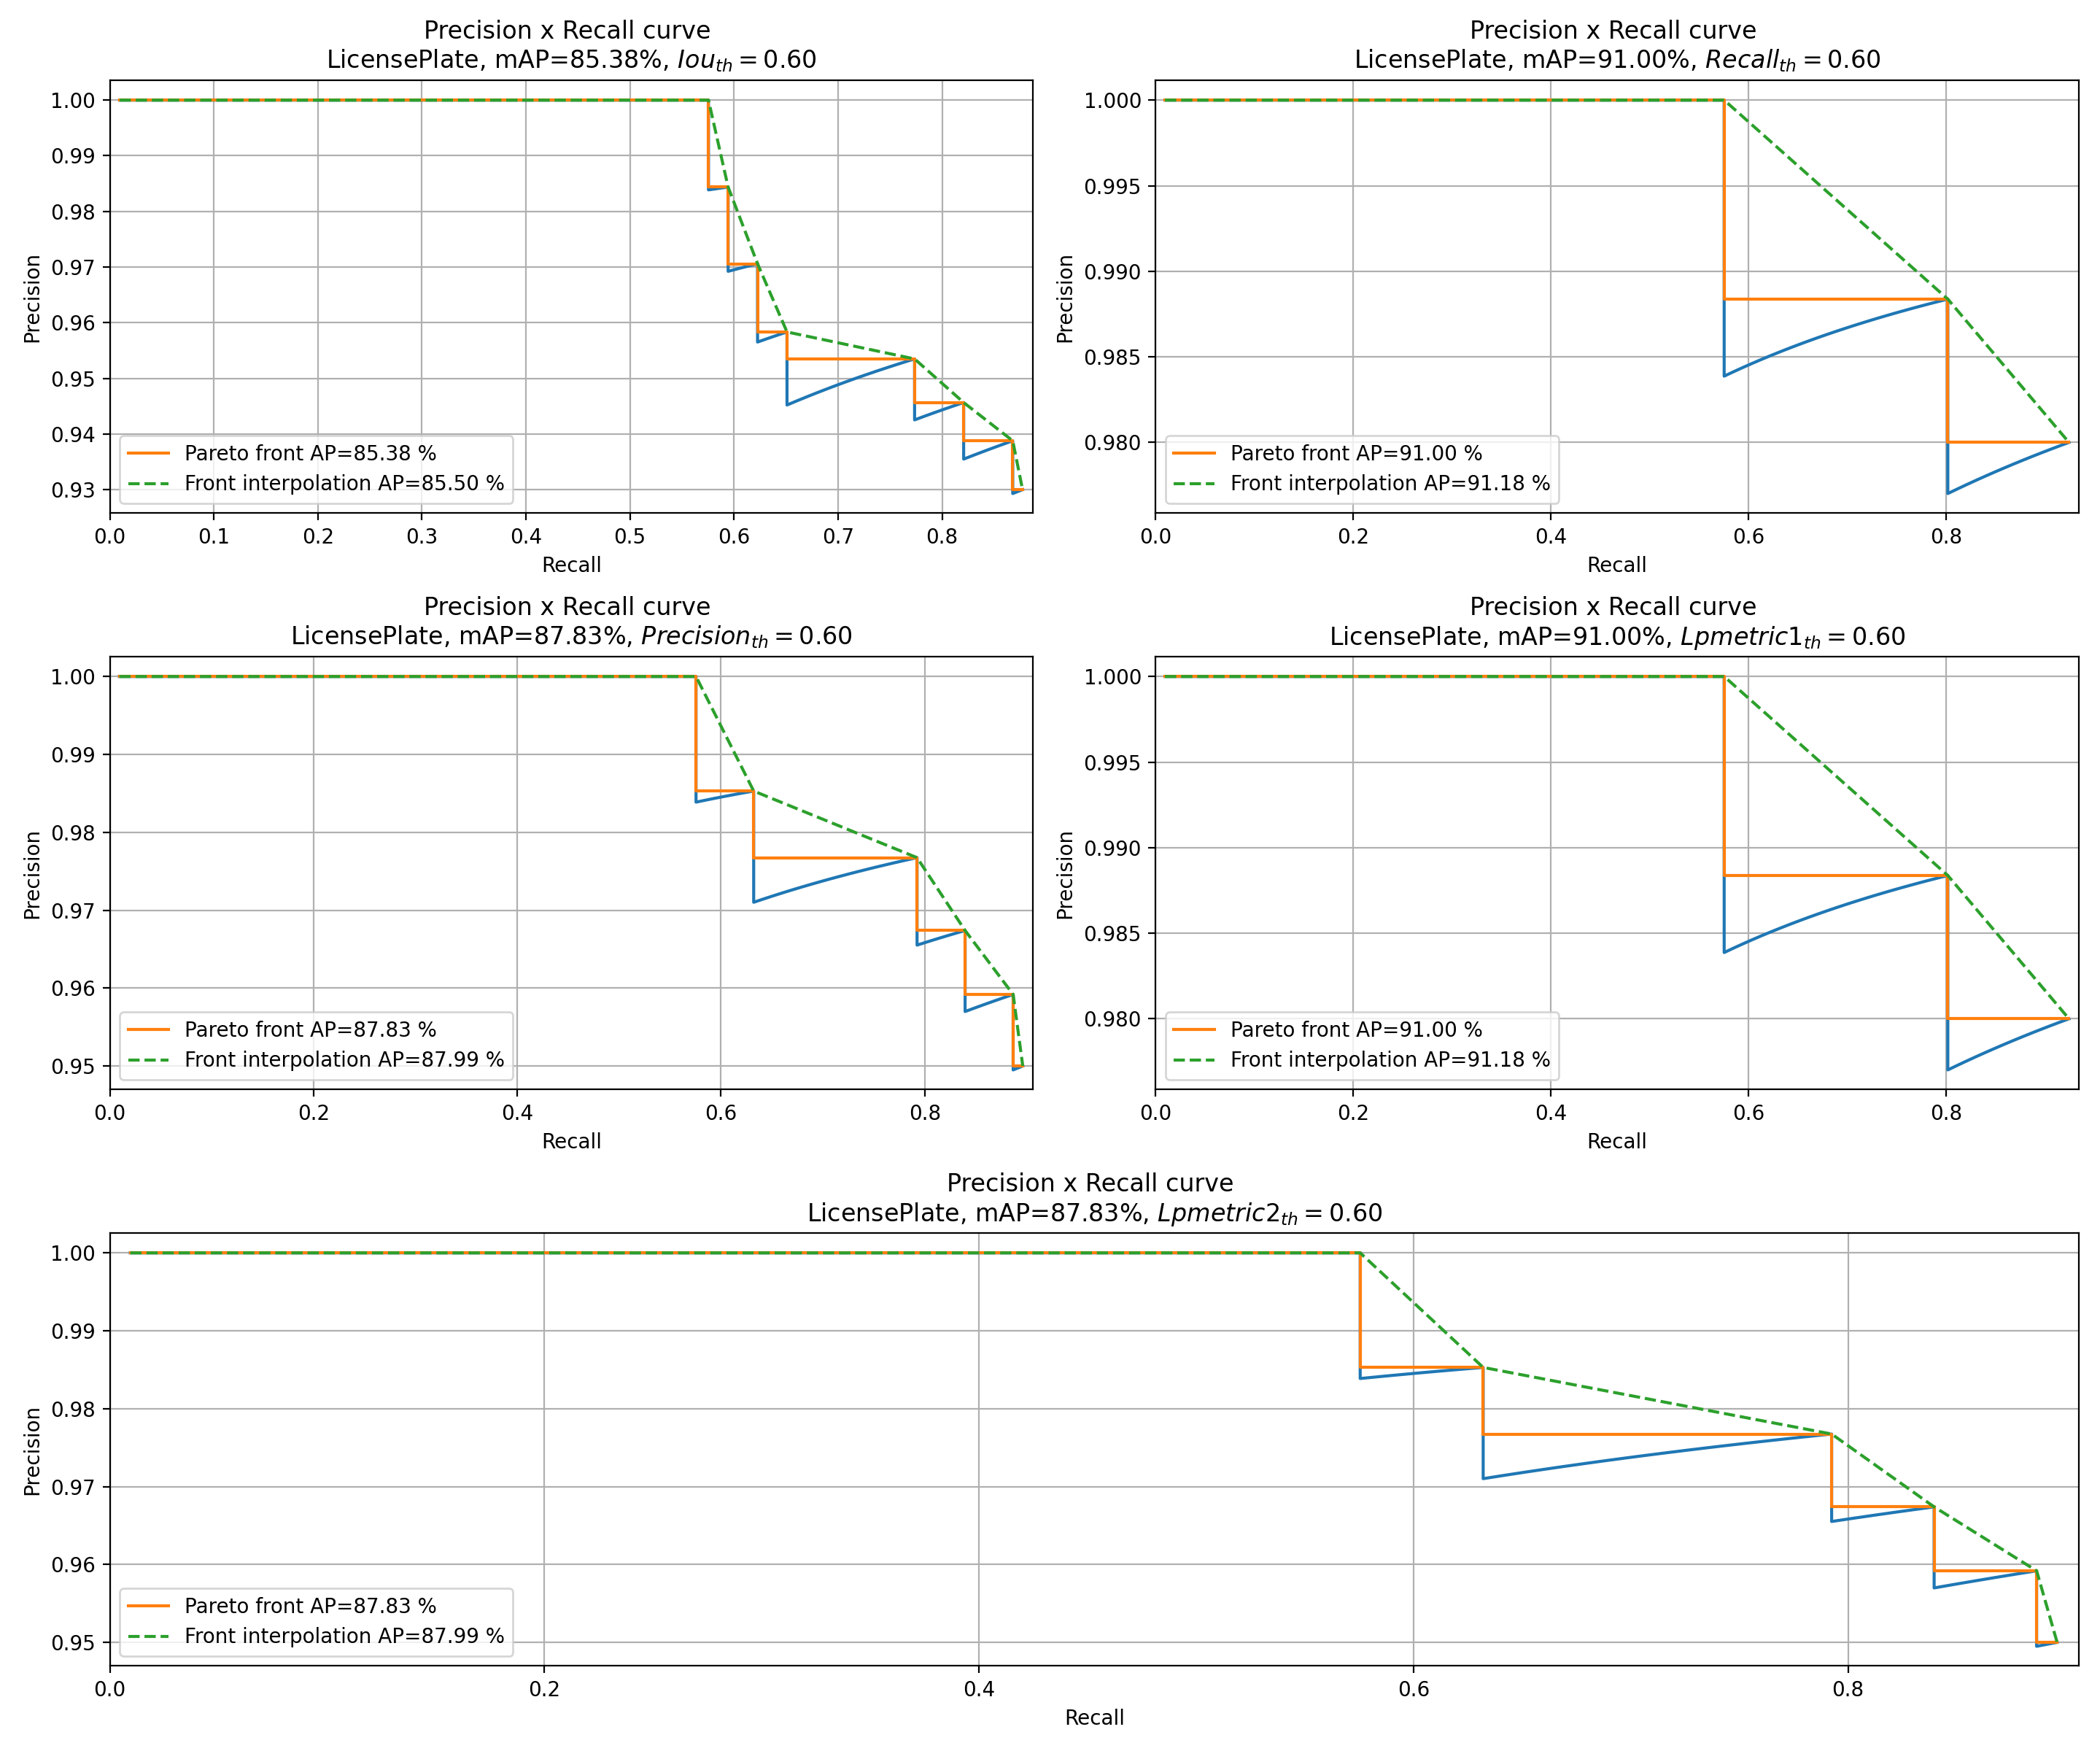 Precision x Recall curve
LicensePlate, mAP=85.38%, Iou_th = 0.60
1.00
0.99
0.98
0.97
0.96
0.95
0.94
0.93
Precision
Pareto front AP=85.38 %
Front interpolation AP=85.50 %
0.0 0.1 0.2 0.3 0.4 0.5 0.6 0.7 0.8
Recall
Precision x Recall curve
LicensePlate, mAP=91.00%, Recall_th = 0.60
1.000
0.995
0.990
0.985
0.980
Precision
Pareto front AP=91.00 %
Front interpolation AP=91.18 %
0.0 0.2 0.4 0.6 0.8
Recall
Precision x Recall curve
LicensePlate, mAP=87.83%, Precision_th = 0.60
1.00
0.99
0.98
0.97
0.96
0.95
Precision
Pareto front AP=87.83 %
Front interpolation AP=87.99 %
0.0 0.2 0.4 0.6 0.8
Recall
Precision x Recall curve
LicensePlate, mAP=91.00%, Lpmetric1_th = 0.60
1.000
0.995
0.990
0.985
0.980
Precision
Pareto front AP=91.00 %
Front interpolation AP=91.18 %
0.0 0.2 0.4 0.6 0.8
Recall
Precision x Recall curve
LicensePlate, mAP=87.83%, Lpmetric2_th = 0.60
1.00
0.99
0.98
0.97
0.96
0.95
Precision
Pareto front AP=87.83 %
Front interpolation AP=87.99 %
0.0 0.2 0.4 0.6 0.8
Recall